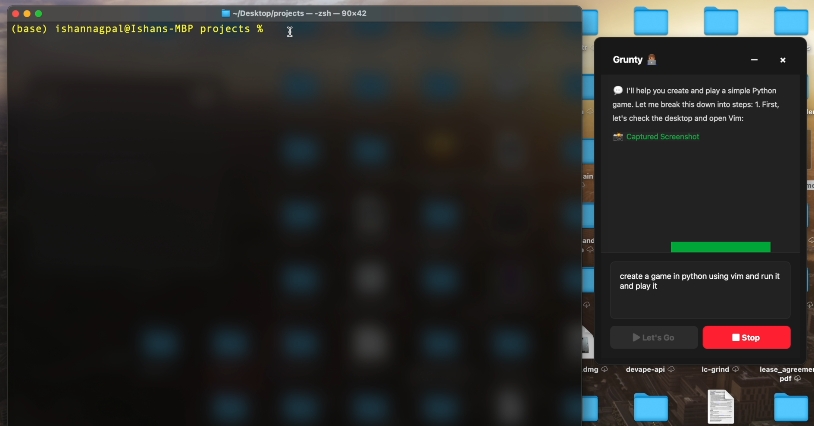 ~/Desktop/projects — -zsh — 90×42
(base) ishannagpal@Ishans-MBP projects %
Grunty 👩🏽‍💻
💬 I'll help you create and play a simple Python
game. Let me break this down into steps: 1. First,
let's check the desktop and open Vim:
📸 Captured Screenshot
create a game in python using vim and run it
and play it
Let's Go
Stop
dmg
devape-api
lc-grind
lease_agreemen
pdf